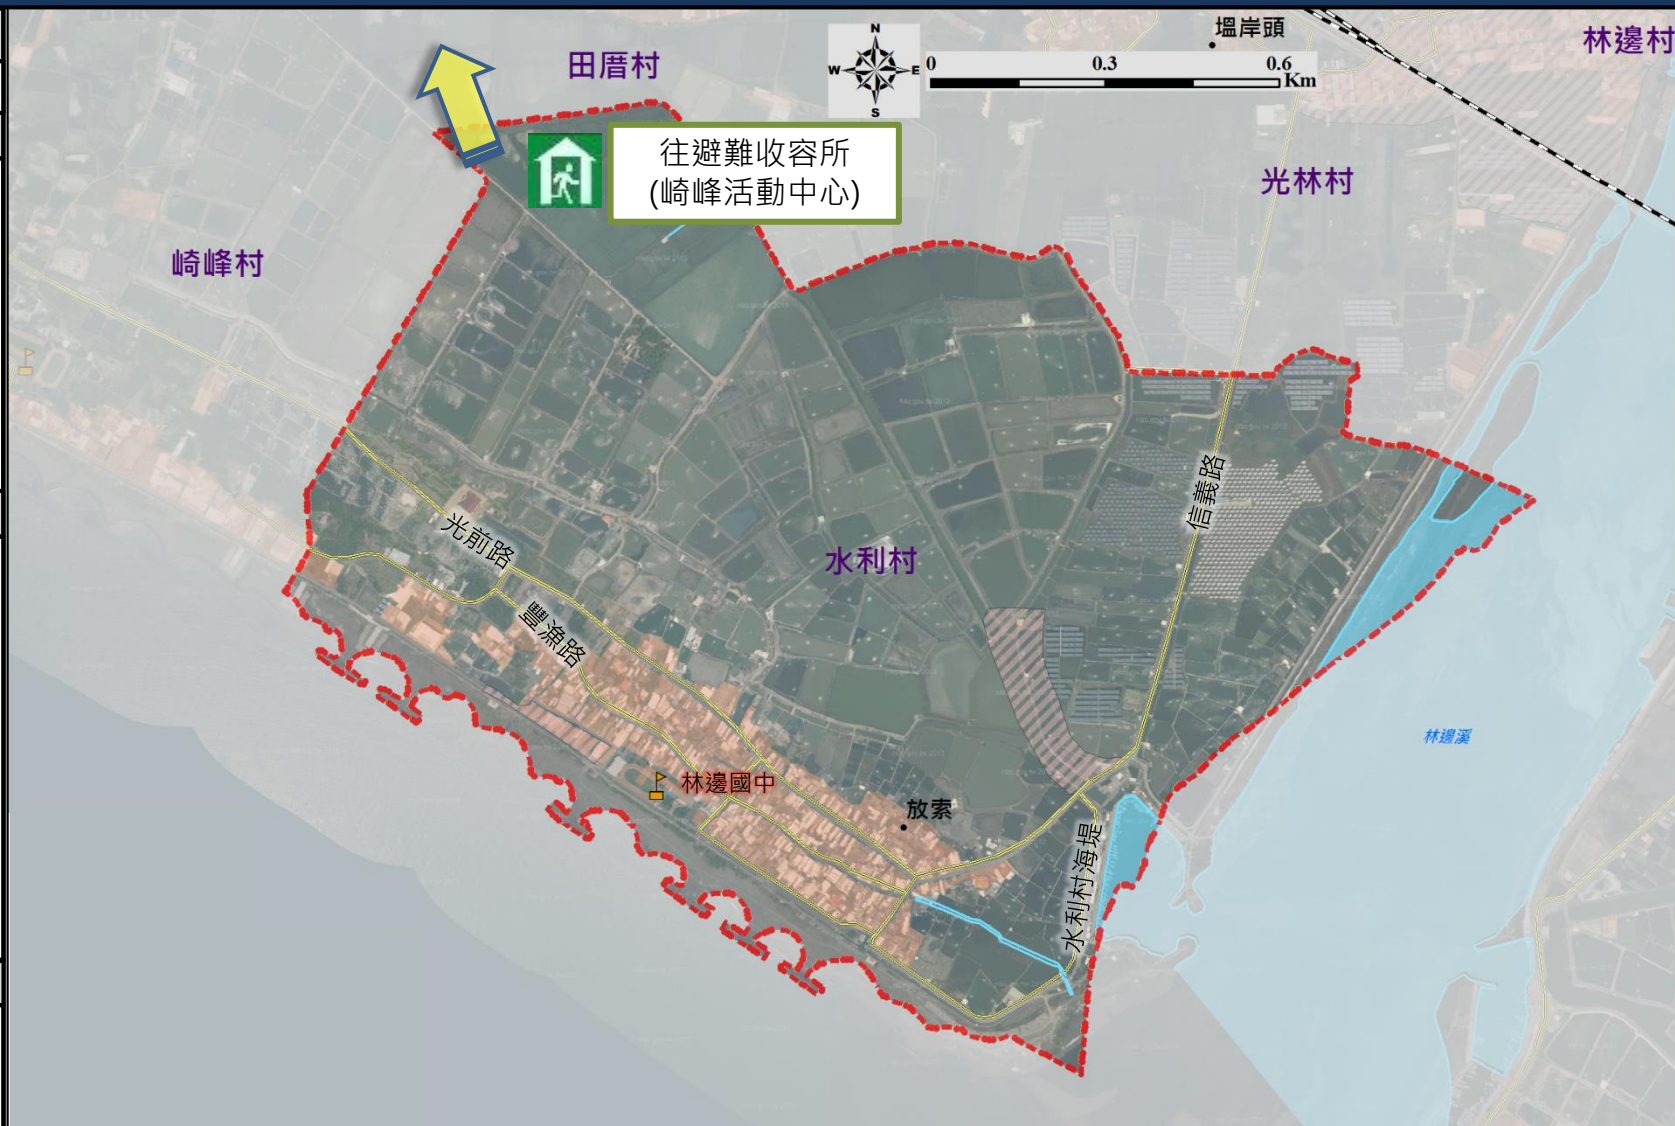 塭岸頭
林邊村
田厝村
N
W
E
S
0
0.3
0.6
Km
往避難收容所
(崎峰活動中心)
光林村
崎峰村
信義路
光前路
水利村
豐漁路
林邊溪
林邊國中
放索
水利村海堤